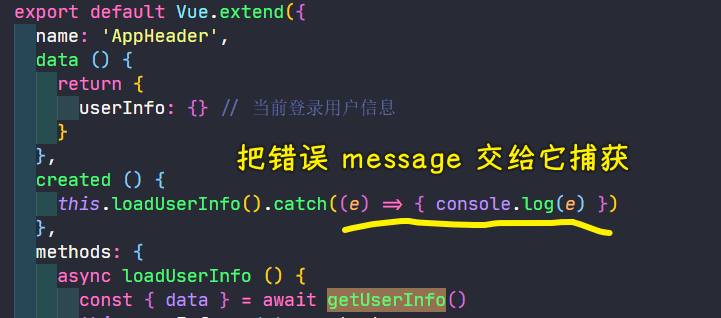 export default Vue.extend({
name: 'AppHeader',
data () {
return {
userInfo: {} // 当前登录用户信息
}
},
把错误 message 交给它捕获
created () {
this.loadUserInfo().catch((e) => { console.log(e) })
},
methods: {
async loadUserInfo () {
const { data } = await getUserInfo()